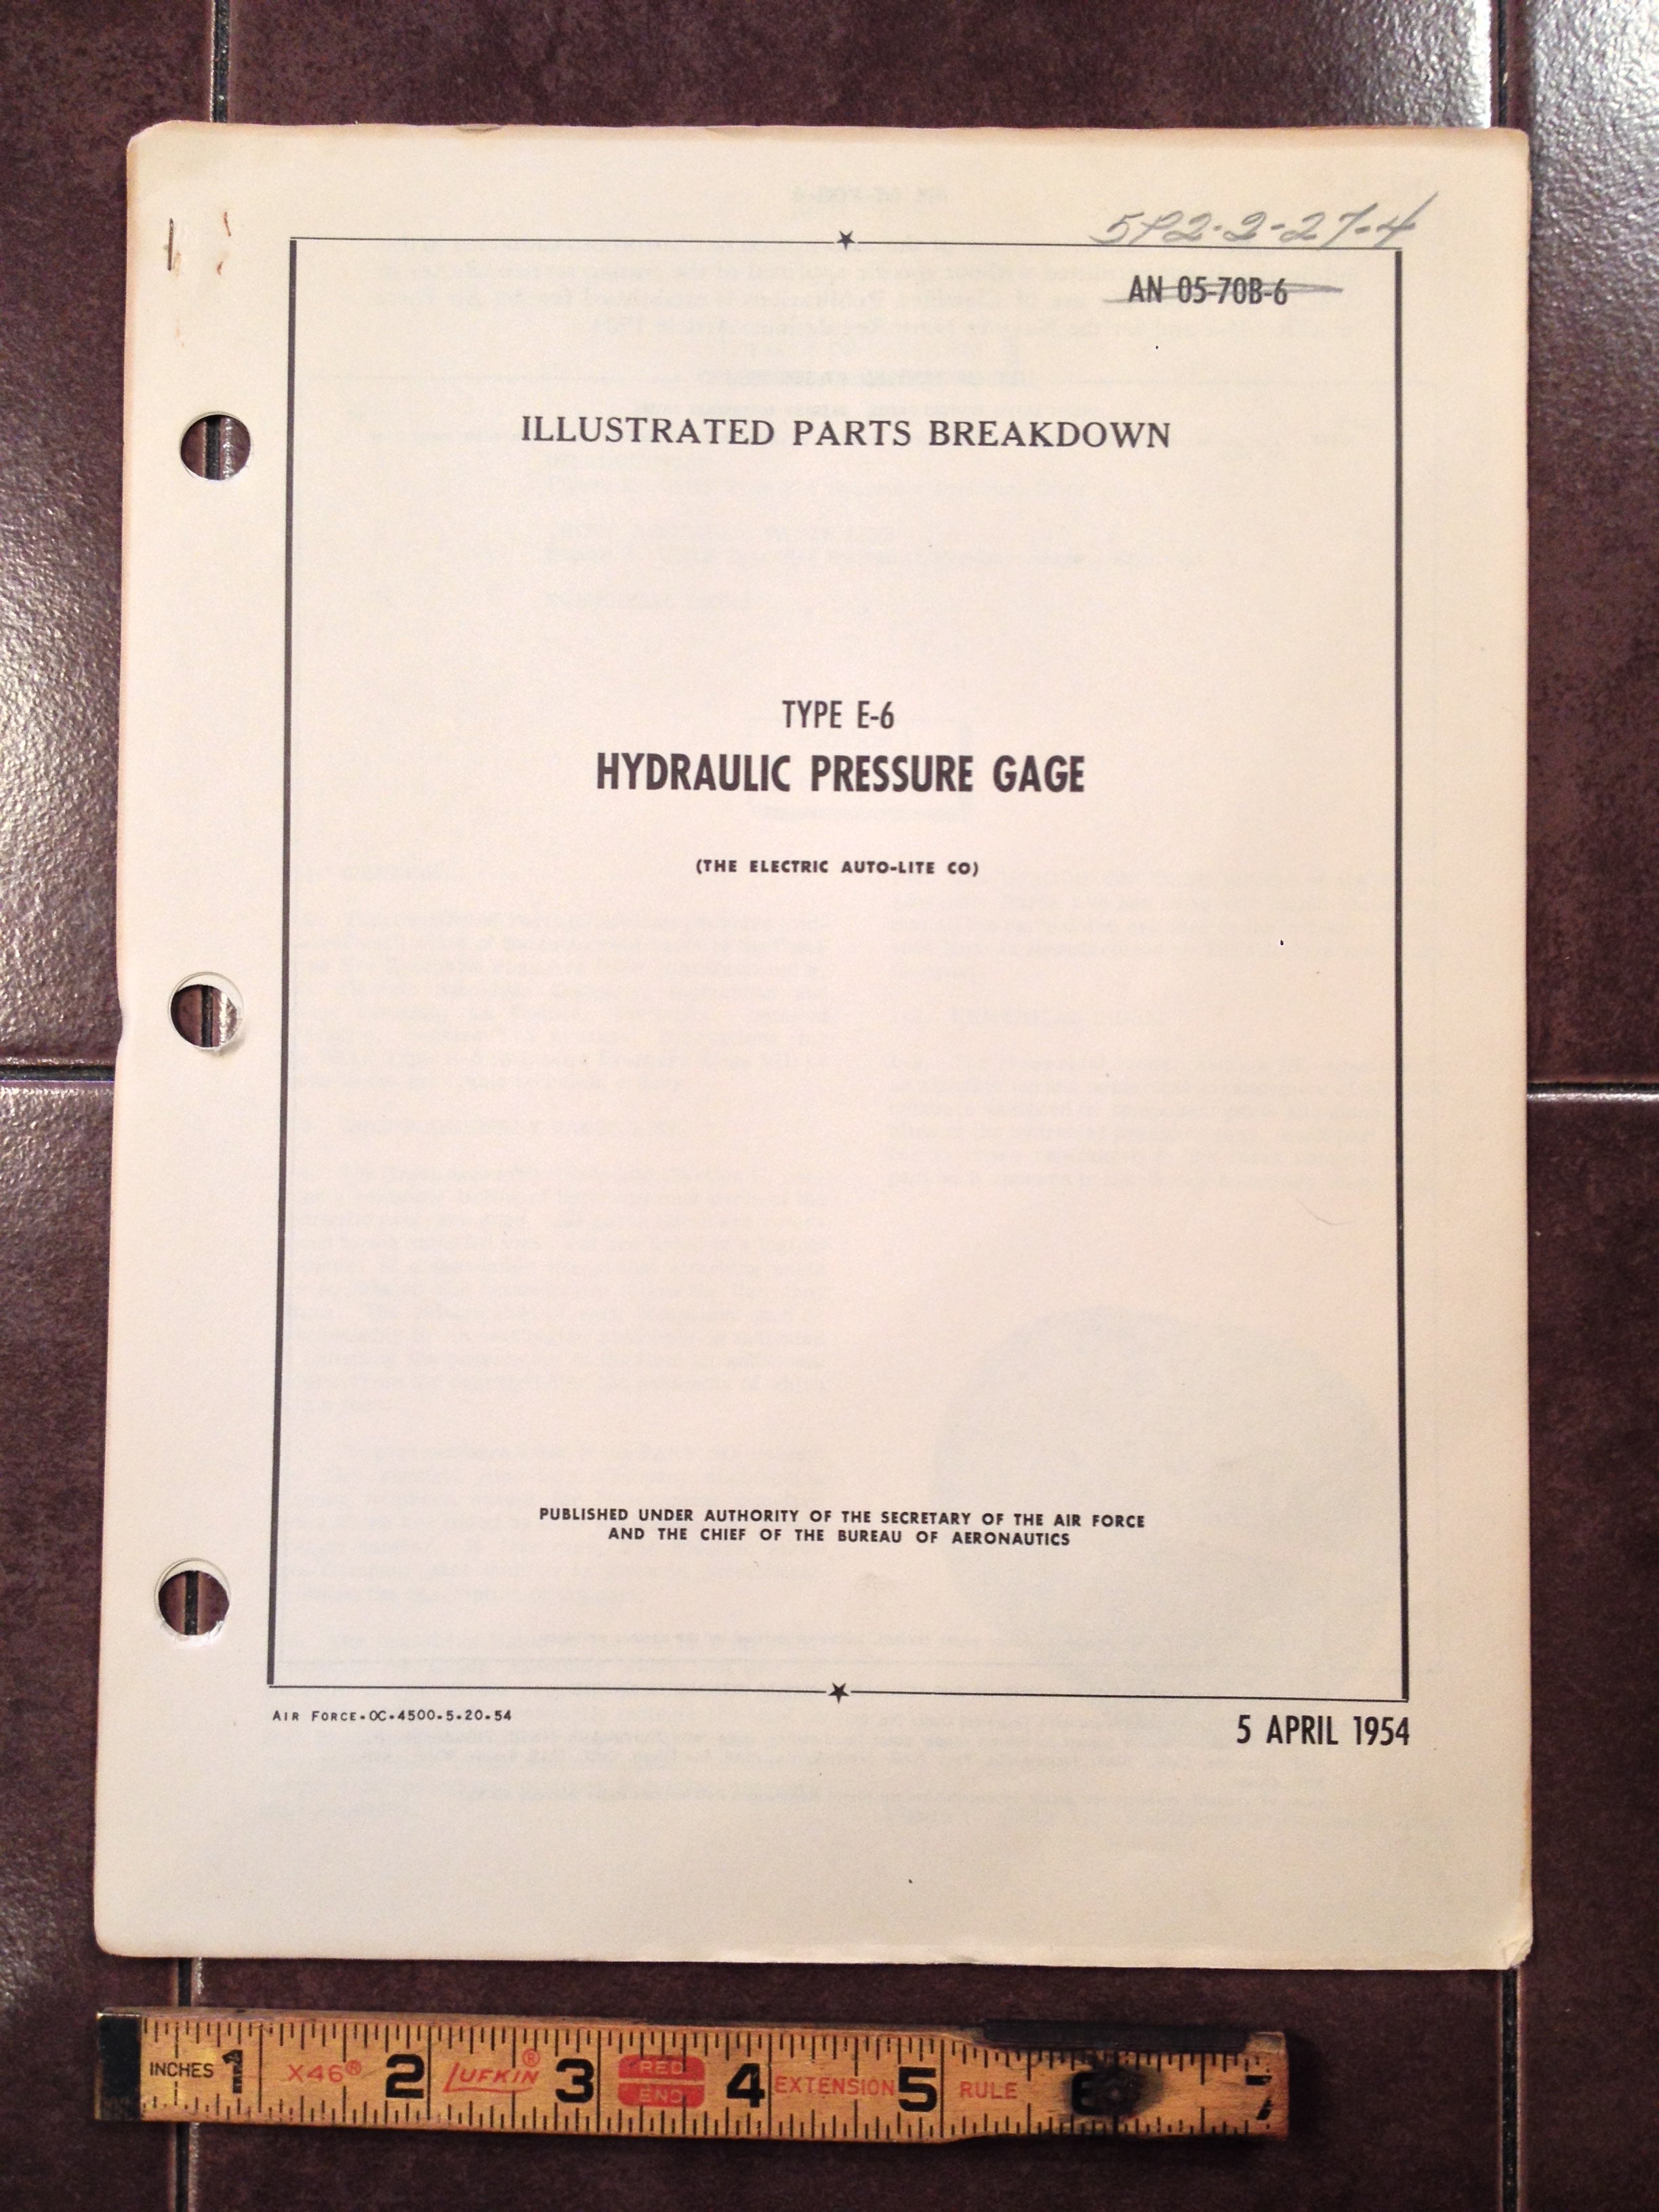 5P2-2-27-4
AN 05-70B-6
ILLUSTRATED PARTS BREAKDOWN
TYPE E-6
HYDRAULIC PRESSURE GAGE
(THE ELECTRIC AUTO-LITE CO)
PUBLISHED UNDER AUTHORITY OF THE SECRETARY OF THE AIR FORCE
AND THE CHIEF OF THE BUREAU OF AERONAUTICS
AIR FORCE-OC-4500-5-20-54
5 APRIL 1954
INCHES 1 X46® 2 LUFKIN® 3 RED END 4 EXTENSION 5 RULE 6 7